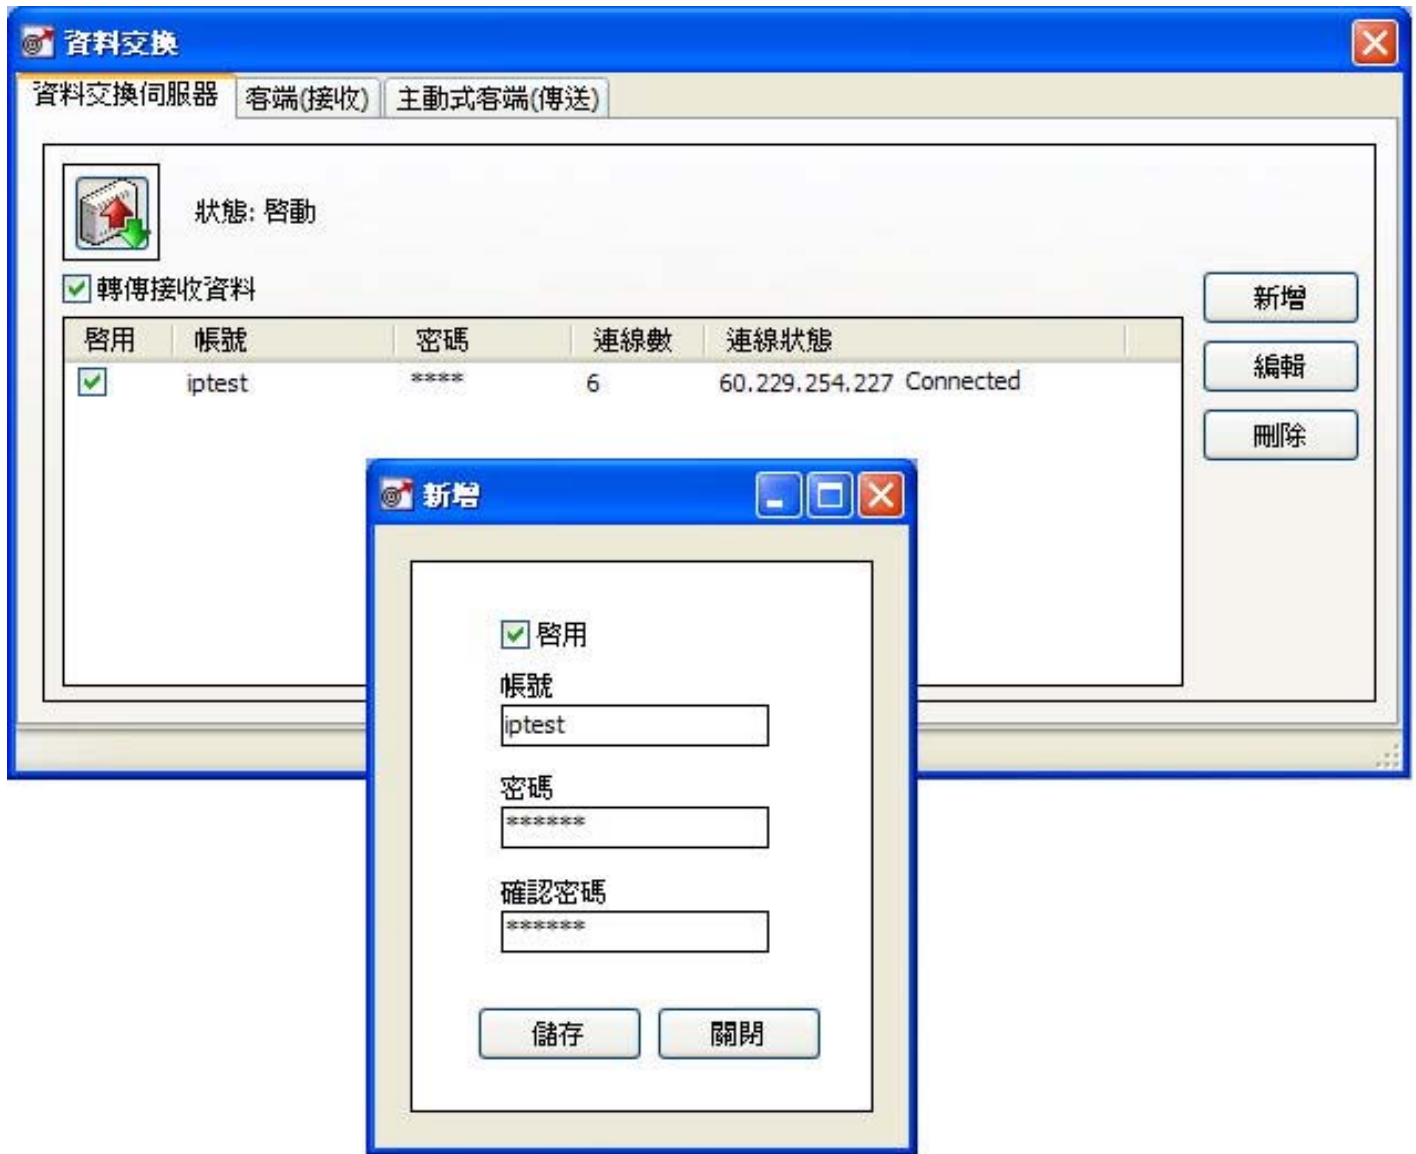 資料交換
資料交換伺服器 客端(接收) 主動式客端(傳送)
狀態: 啓動
轉傳接收資料
新增
啓用 帳號 密碼 連線數 連線狀態
iptest **** 6 60.229.254.227 Connected
編輯
刪除
新增
啓用
帳號
iptest
密碼
******
確認密碼
******
儲存 關閉